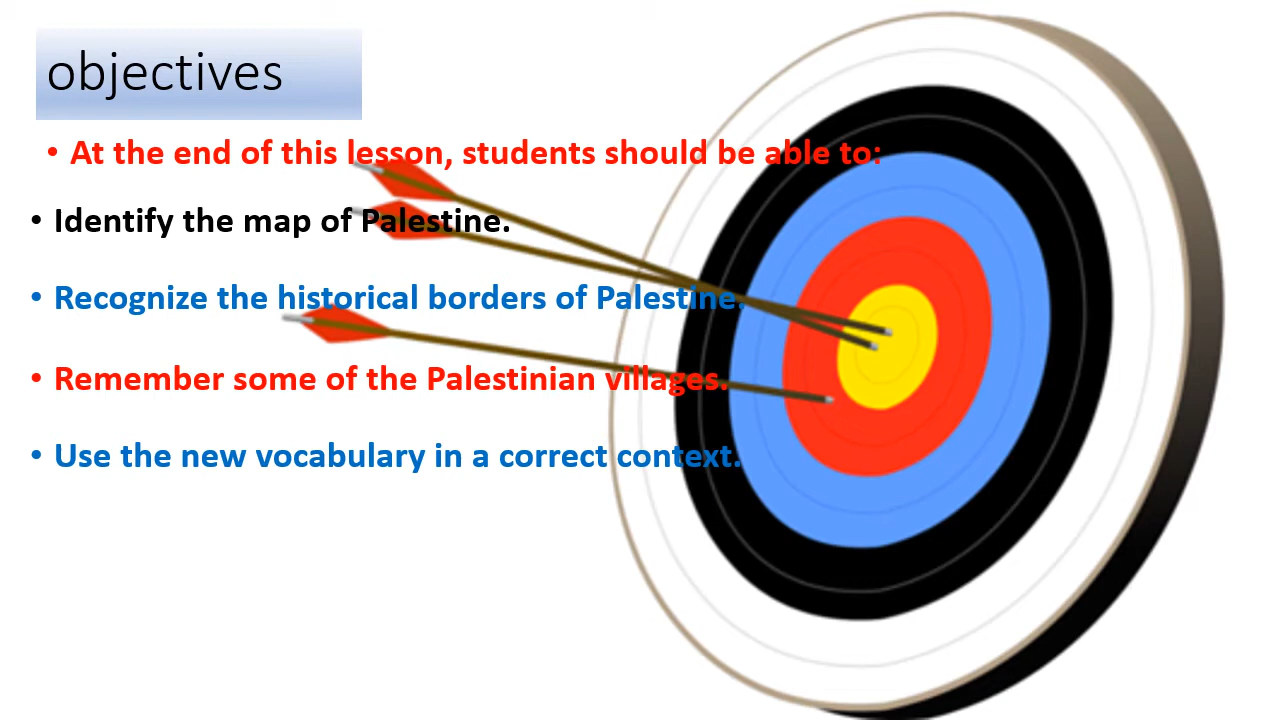 objectives
• At the end of this lesson, students should be able to:
• Identify the map of Palestine.
• Recognize the historical borders of Palestine.
• Remember some of the Palestinian villages.
• Use the new vocabulary in a correct context.